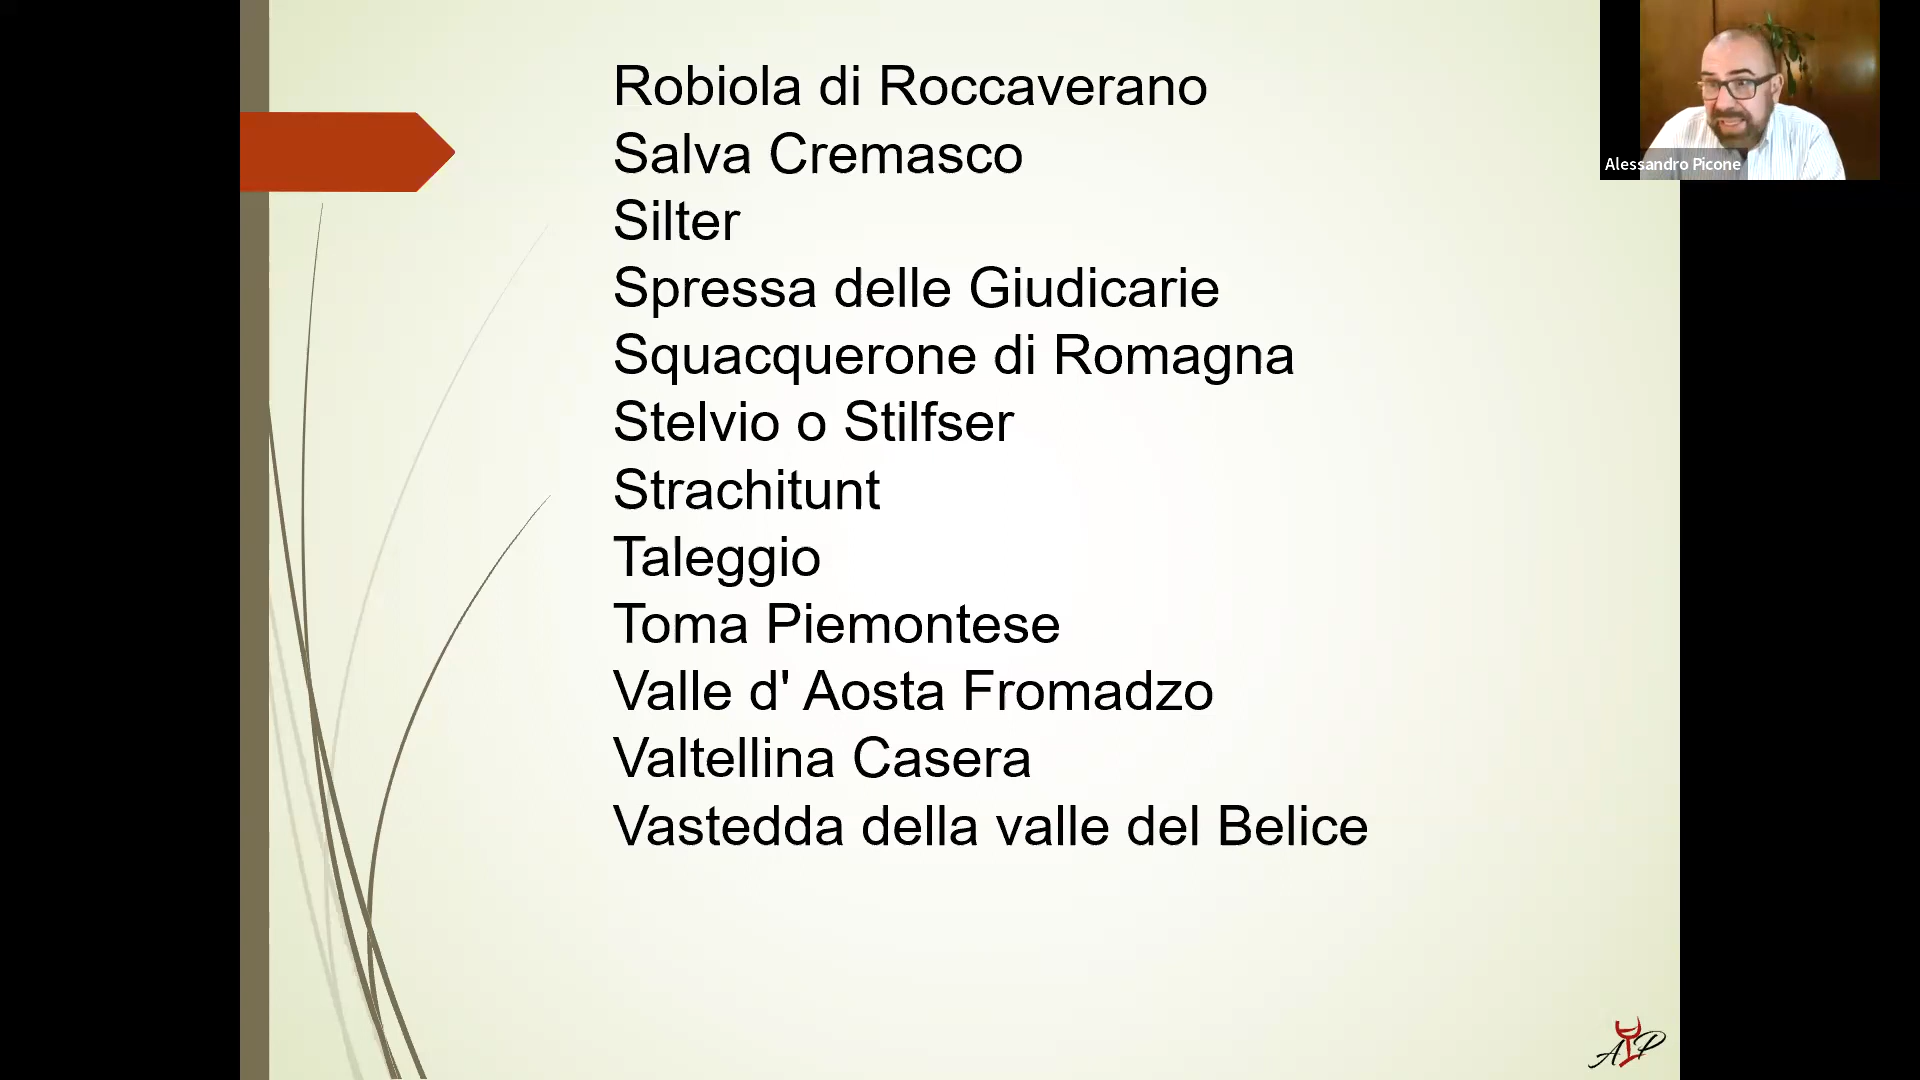 Robiola di Roccaverano
Salva Cremasco
Silter
Spressa delle Giudicarie
Squacquerone di Romagna
Stelvio o Stilfser
Strachitunt
Taleggio
Toma Piemontese
Valle d' Aosta Fromadzo
Valtellina Casera
Vastedda della valle del Belice
Alessandro Picone
AP